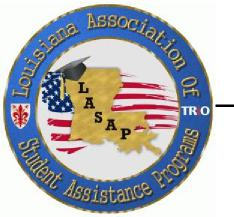 Louisiana Association Of
LASAP
TRIO
Student Assistance Programs